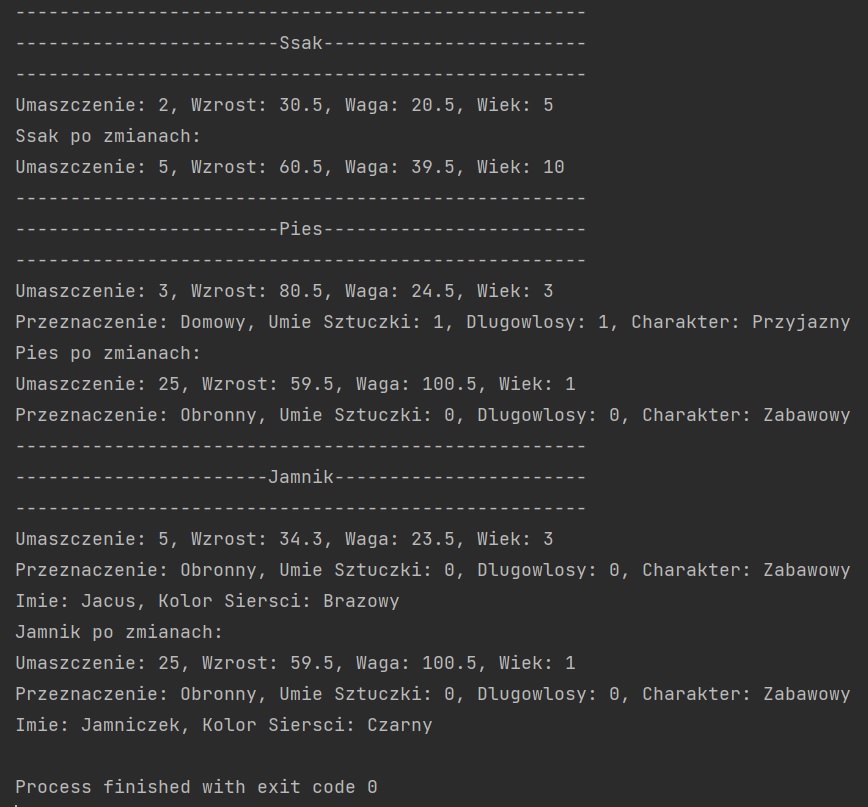 ----------------------------------------------------
------------------------Ssak------------------------
----------------------------------------------------
Umaszczenie: 2, Wzrost: 30.5, Waga: 20.5, Wiek: 5
Ssak po zmianach:
Umaszczenie: 5, Wzrost: 60.5, Waga: 39.5, Wiek: 10
----------------------------------------------------
------------------------Pies------------------------
----------------------------------------------------
Umaszczenie: 3, Wzrost: 80.5, Waga: 24.5, Wiek: 3
Przeznaczenie: Domowy, Umie Sztuczki: 1, Dlugowlosy: 1, Charakter: Przyjazny
Pies po zmianach:
Umaszczenie: 25, Wzrost: 59.5, Waga: 100.5, Wiek: 1
Przeznaczenie: Obronny, Umie Sztuczki: 0, Dlugowlosy: 0, Charakter: Zabawowy
----------------------------------------------------
-----------------------Jamnik-----------------------
----------------------------------------------------
Umaszczenie: 5, Wzrost: 34.3, Waga: 23.5, Wiek: 3
Przeznaczenie: Obronny, Umie Sztuczki: 0, Dlugowlosy: 0, Charakter: Zabawowy
Imie: Jacus, Kolor Siersci: Brazowy
Jamnik po zmianach:
Umaszczenie: 25, Wzrost: 59.5, Waga: 100.5, Wiek: 1
Przeznaczenie: Obronny, Umie Sztuczki: 0, Dlugowlosy: 0, Charakter: Zabawowy
Imie: Jamniczek, Kolor Siersci: Czarny
Process finished with exit code 0